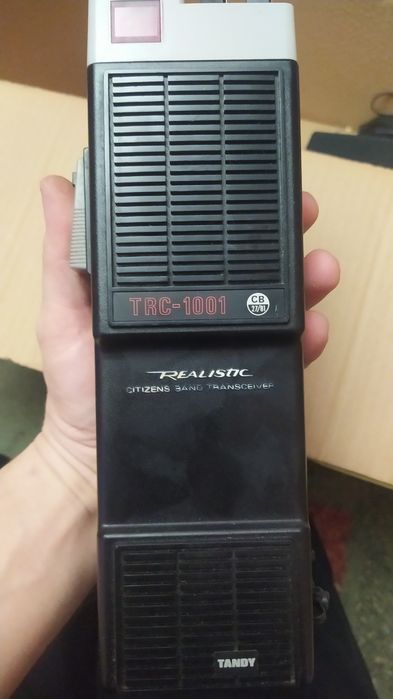 TRC-1001
CB
27/81
REALISTIC
CITIZENS BAND TRANSCEIVER
TANDY